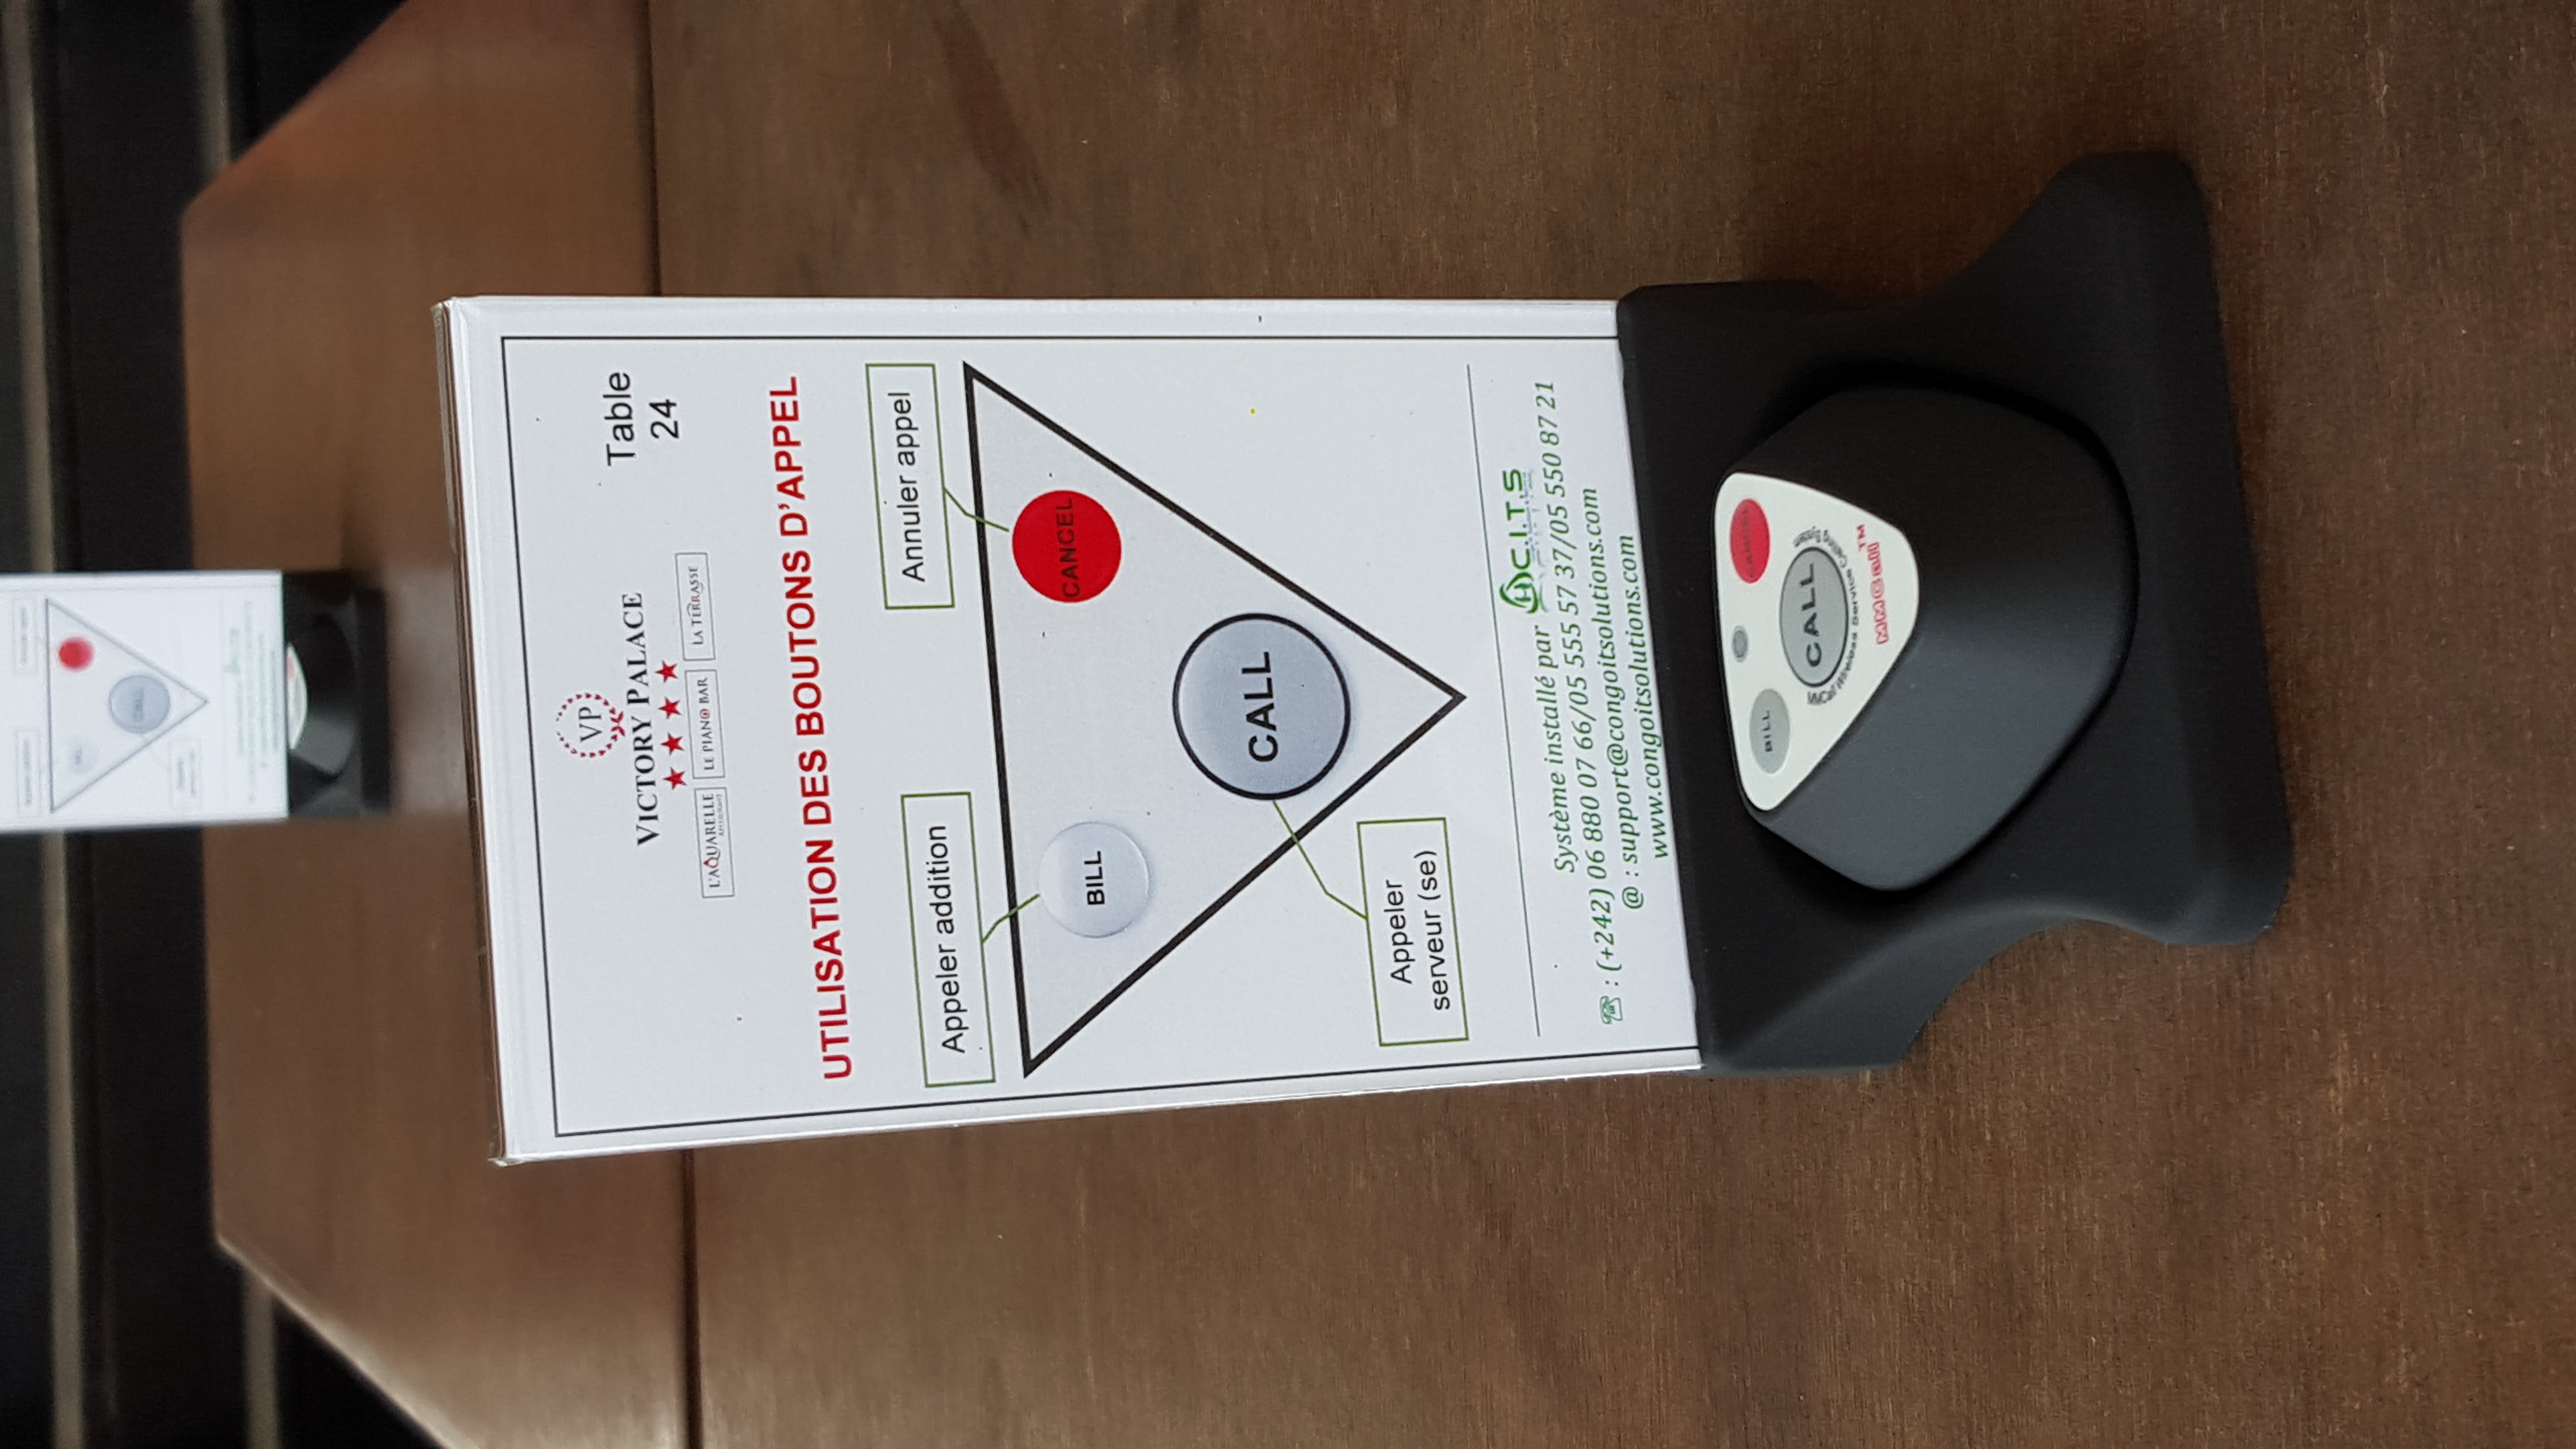 VP
VICTORY PALACE
L'AQUARELLE
LE PIANO BAR
LA TERRASSE
Table
24
UTILISATION DES BOUTONS D'APPEL
Appeler addition
Annuler appel
BILL
CANCEL
CALL
Appeler
serveur (se)
Système installé par C.I.T.S
☎ : (+242) 06 880 07 66/05 555 57 37/05 550 87 21
@ : support@congoitsolutions.com
www.congoitsolutions.com
BILL
CANCEL
CALL